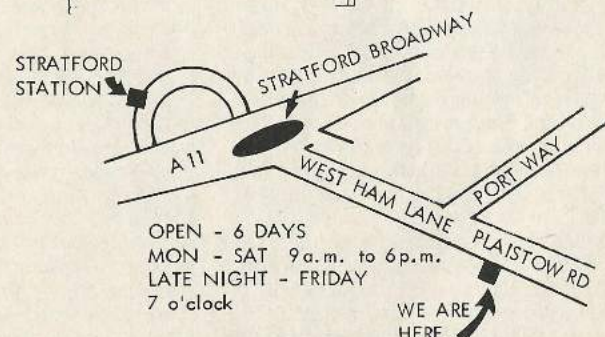 STRATFORD BROADWAY
STRATFORD
STATION
A11
WEST HAM LANE
PORT WAY
PLAISTOW RD
OPEN - 6 DAYS
MON - SAT 9a.m. to 6p.m.
LATE NIGHT - FRIDAY
7 o'clock
WE ARE
HERE